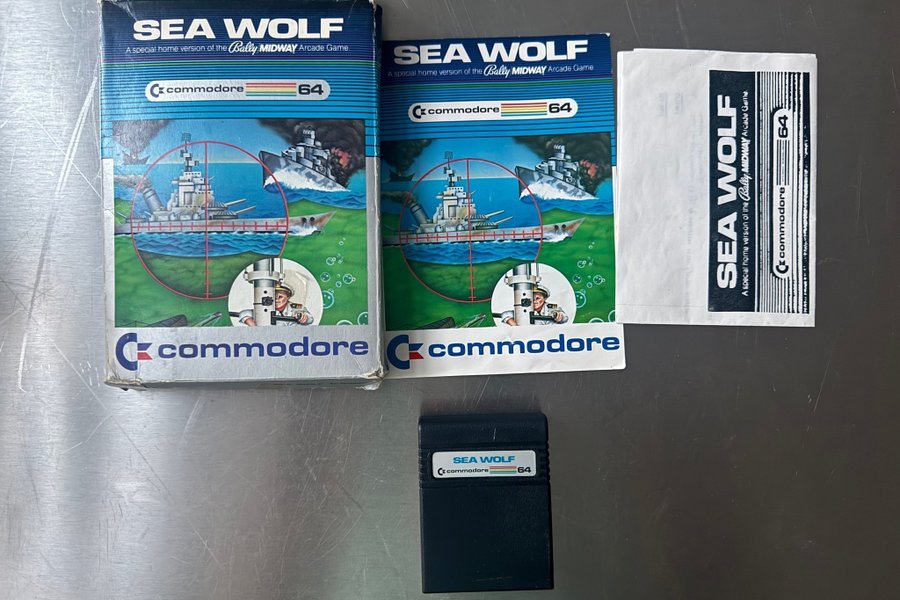 SEA WOLF
A special home version of the Bally MIDWAY Arcade Game.
commodore 64
commodore
SEA WOLF
A special home version of the Bally MIDWAY Arcade Game.
commodore 64
commodore
SEA WOLF
A special home version of the Bally MIDWAY Arcade Game
commodore 64
SEA WOLF
commodore 64